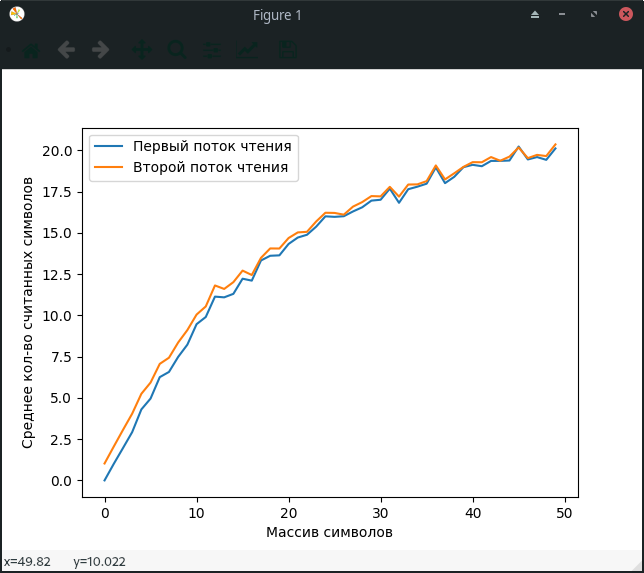 Figure 1
Первый поток чтения
Второй поток чтения
20.0
17.5
15.0
12.5
10.0
7.5
5.0
2.5
0.0
Среднее кол-во считанных символов
0 10 20 30 40 50
Массив символов
x=49.82 y=10.022